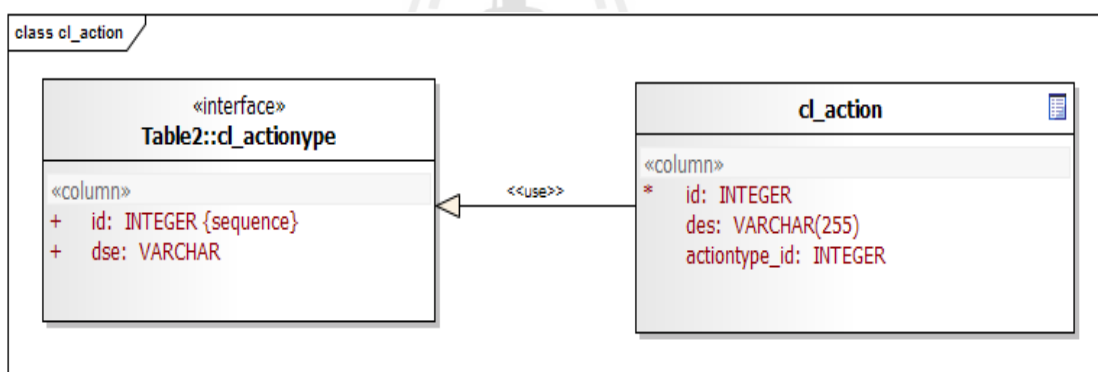 class cl_action
«interface»
Table2::cl_actionype
«column»
+ id: INTEGER {sequence}
+ dse: VARCHAR
<<use>>
cl_action
«column»
* id: INTEGER
des: VARCHAR(255)
actiontype_id: INTEGER